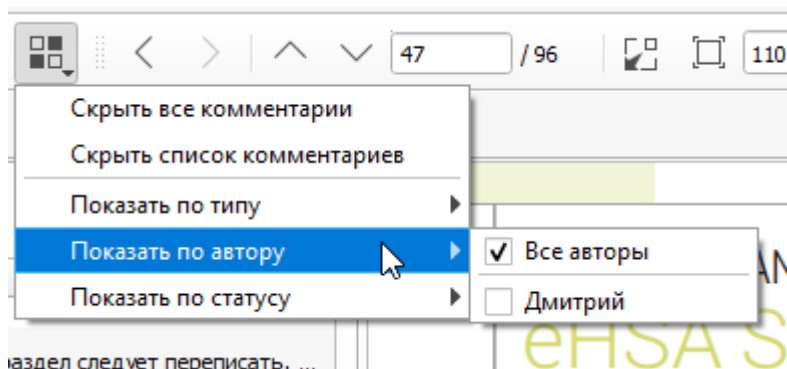 47 / 96 110
Скрыть все комментарии
Скрыть список комментариев
Показать по типу
Показать по автору
Все авторы
Показать по статусу
Дмитрий
eHSA S
раздел следует переписать, ...